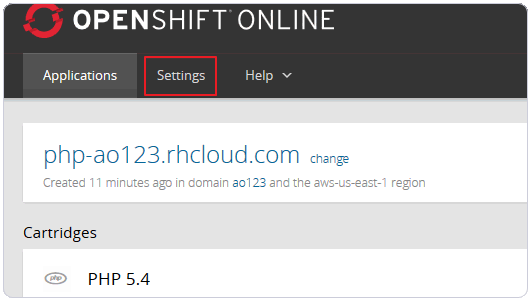 OPENSHIFT ONLINE
Applications Settings Help
php-ao123.rhcloud.com change
Created 11 minutes ago in domain ao123 and the aws-us-east-1 region
Cartridges
php PHP 5.4